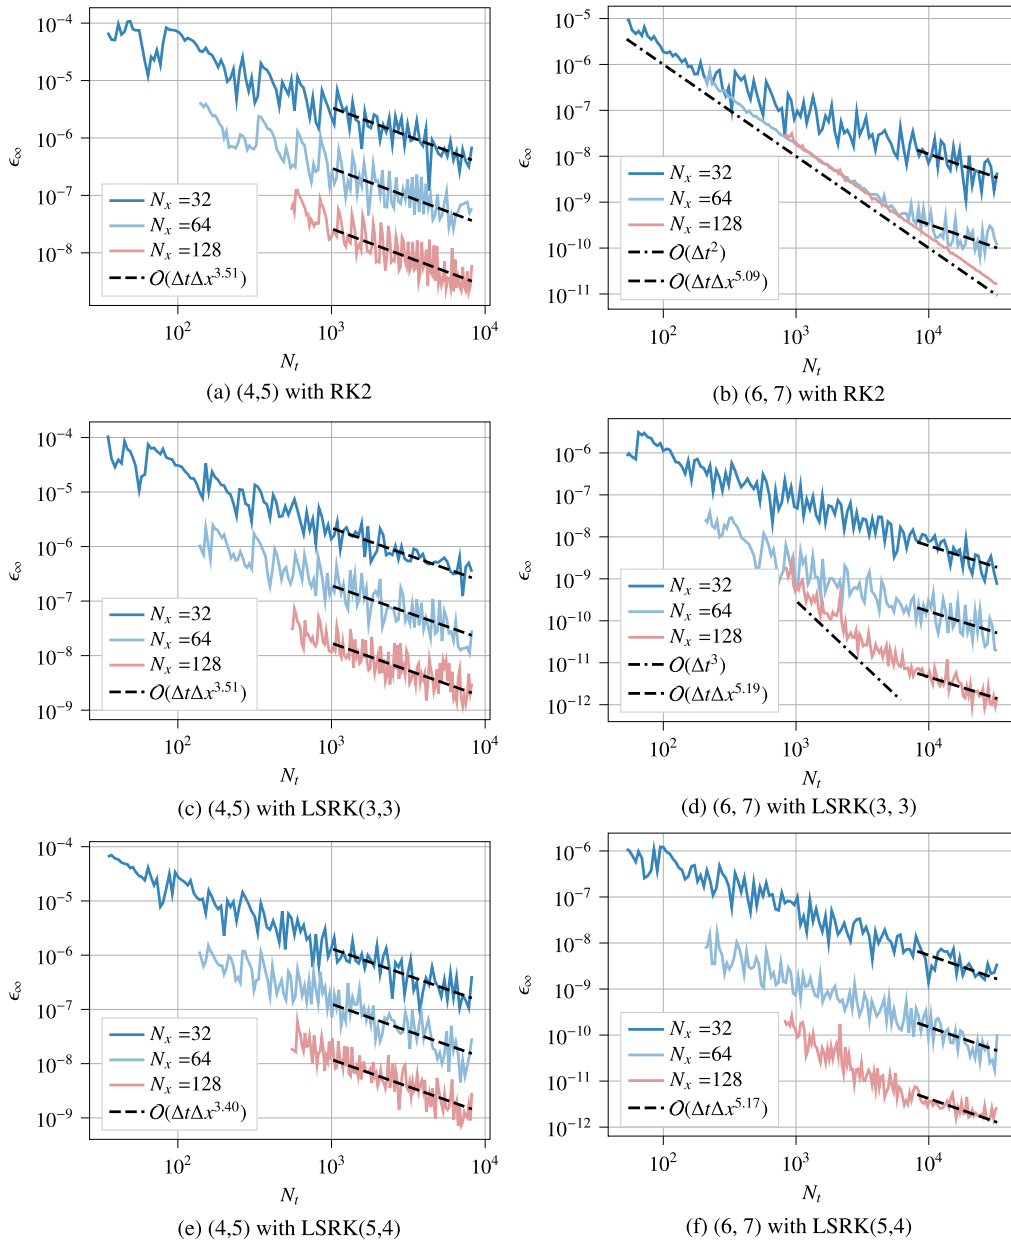 10^−4
10^−5
10^−6
10^−7
10^−8
ϵ∞
N_x =32
N_x =64
N_x =128
O(ΔtΔx^3.51)
10^2
10^3
10^4
N_t
(a) (4,5) with RK2
10^−5
10^−6
10^−7
10^−8
10^−9
10^−10
10^−11
ϵ∞
N_x =32
N_x =64
N_x =128
O(Δt^2)
O(ΔtΔx^5.09)
10^2
10^3
10^4
N_t
(b) (6, 7) with RK2
10^−4
10^−5
10^−6
10^−7
10^−8
10^−9
ϵ∞
N_x =32
N_x =64
N_x =128
O(ΔtΔx^3.51)
10^2
10^3
10^4
N_t
(c) (4,5) with LSRK(3,3)
10^−6
10^−7
10^−8
10^−9
10^−10
10^−11
10^−12
ϵ∞
N_x =32
N_x =64
N_x =128
O(Δt^3)
O(ΔtΔx^5.19)
10^2
10^3
10^4
N_t
(d) (6, 7) with LSRK(3, 3)
10^−4
10^−5
10^−6
10^−7
10^−8
10^−9
ϵ∞
N_x =32
N_x =64
N_x =128
O(ΔtΔx^3.40)
10^2
10^3
10^4
N_t
(e) (4,5) with LSRK(5,4)
10^−6
10^−7
10^−8
10^−9
10^−10
10^−11
10^−12
ϵ∞
N_x =32
N_x =64
N_x =128
O(ΔtΔx^5.17)
10^2
10^3
10^4
N_t
(f) (6, 7) with LSRK(5,4)